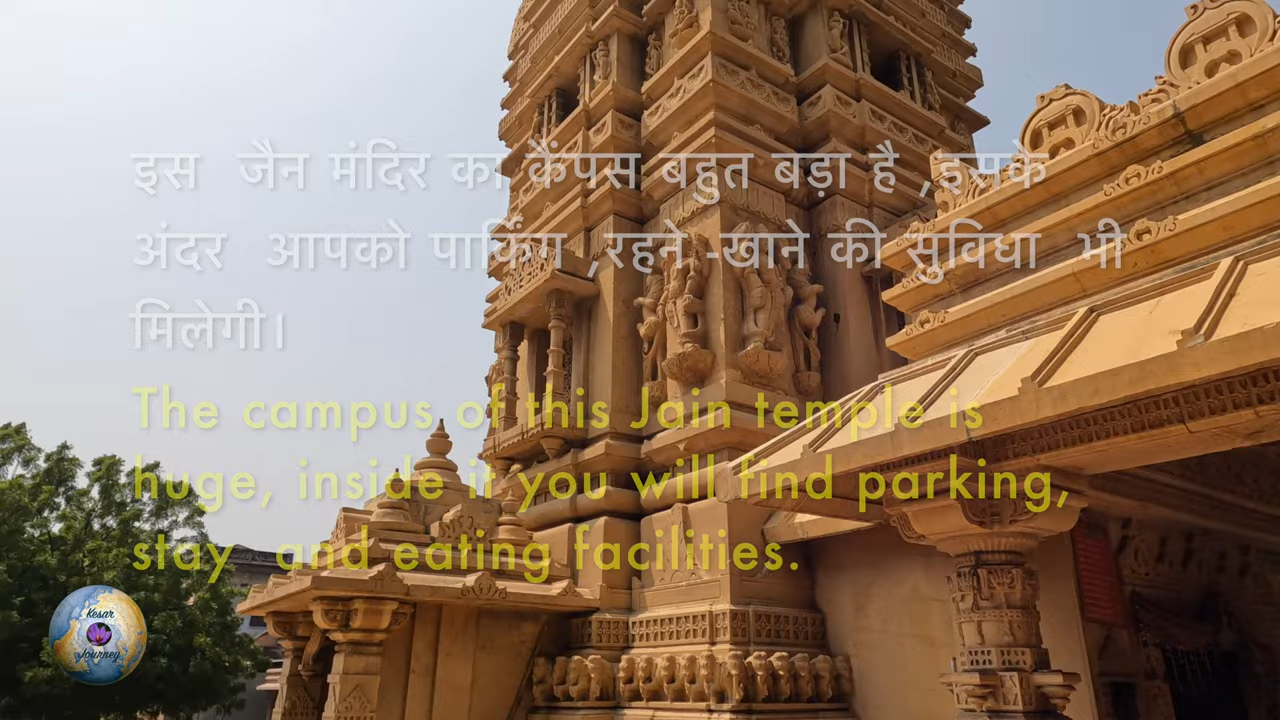 इस जैन मंदिर का कैंपस बहुत बड़ा है ,इसके
अंदर आपको पार्किंग ,रहने -खाने की सुविधा भी
मिलेगी।
The campus of this Jain temple is
huge, inside it you will find parking,
stay and eating facilities.
Kesar
Journey